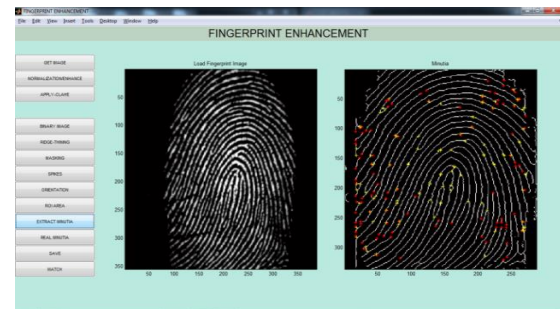 FINGERPRINT ENHANCEMENT
File Edit View Insert Tools Desktop Window Help
FINGERPRINT ENHANCEMENT
GET IMAGE
NORMALIZATION/ENHANCE
APPLY-CLAHE
BINARY IMAGE
RIDGE-THINING
MASKING
SPIKES
ORIENTATION
ROI AREA
EXTRACT MINUTIA
REAL MINUTIA
SAVE
MATCH
Load Fingerprint Image
50
100
150
200
250
300
350
50 100 150 200 250 300 350
Minutia
50
100
150
200
250
300
50 100 150 200 250